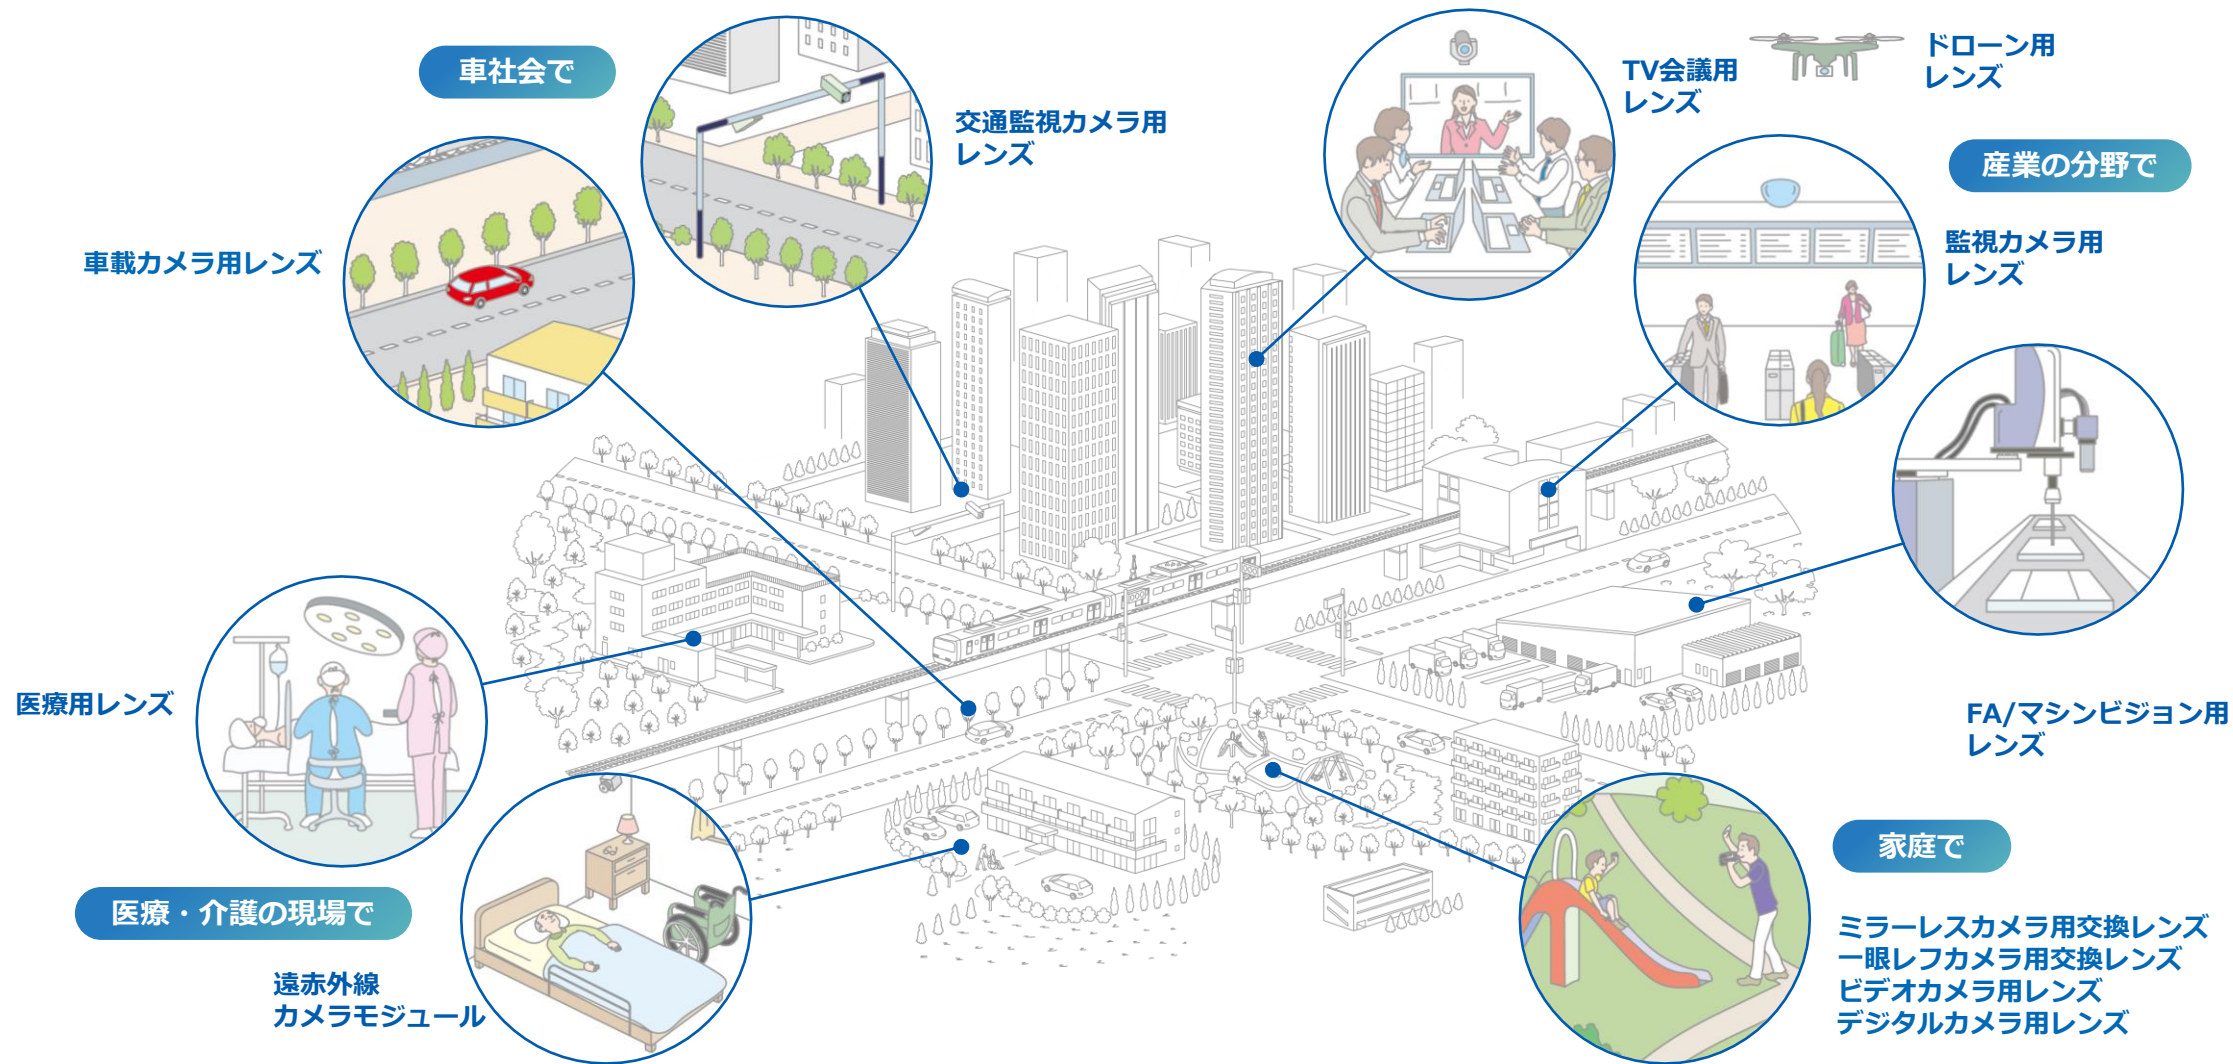 車社会で
交通監視カメラ用
レンズ
車載カメラ用レンズ
TV会議用
レンズ
ドローン用
レンズ
産業の分野で
監視カメラ用
レンズ
FA/マシンビジョン用
レンズ
医療用レンズ
医療・介護の現場で
遠赤外線
カメラモジュール
家庭で
ミラーレスカメラ用交換レンズ
一眼レフカメラ用交換レンズ
ビデオカメラ用レンズ
デジタルカメラ用レンズ